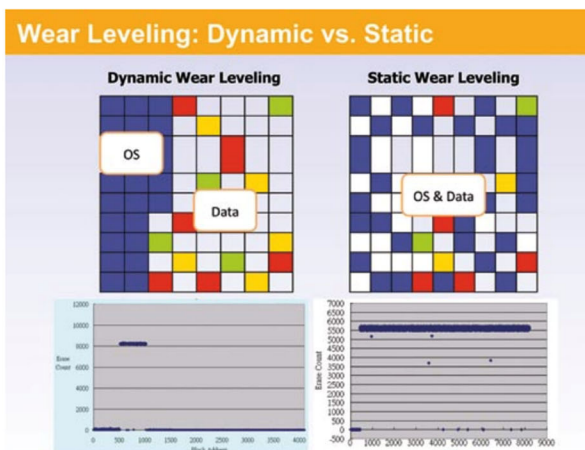 Wear Leveling: Dynamic vs. Static
Dynamic Wear Leveling
Static Wear Leveling
OS
Data
OS & Data
12000
10000
8000
6000
4000
2000
0
Erase
Count
0 500 1000 1500 2000 2500 3000 3500 4000
7000
6500
6000
5500
5000
4500
4000
3500
3000
2500
2000
1500
1000
500
0
-500
Erase Count
0 1000 2000 3000 4000 5000 6000 7000 8000 9000